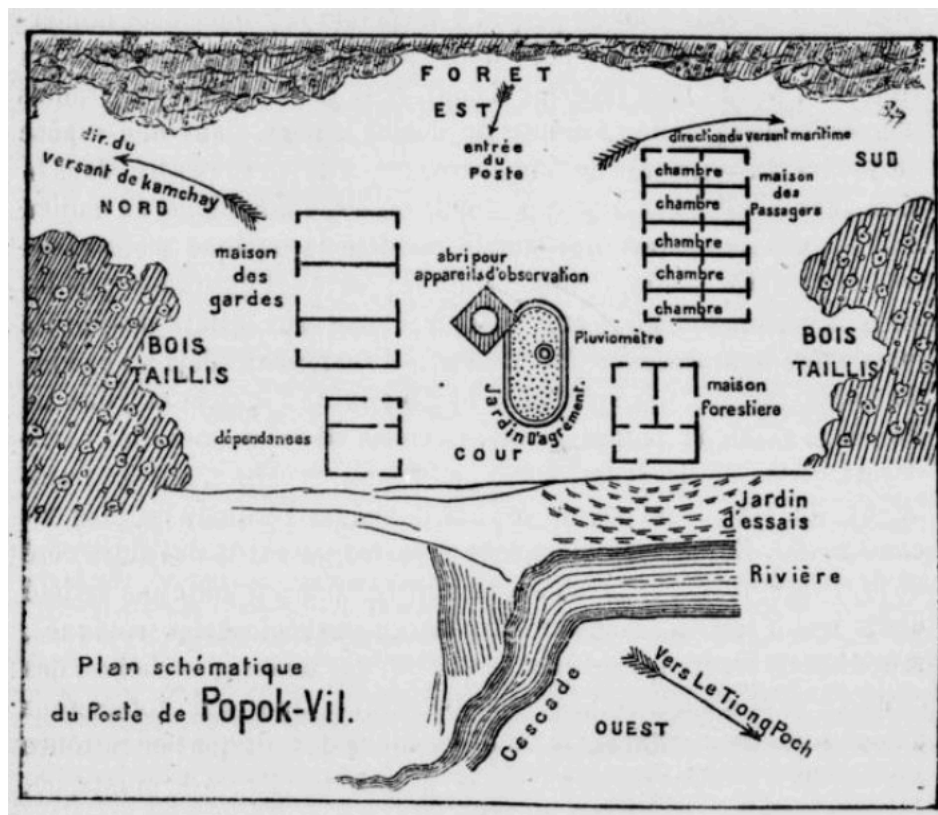 FORET
EST
entrée
du
Poste
dir. du
versant de kamchay
NORD
direction du versant maritime
SUD
chambre
chambre
chambre
chambre
chambre
maison
des
Passagers
maison
des
gardes
abri pour
appareils d'observation
Pluviomètre
BOIS
TAILLIS
BOIS
TAILLIS
maison
forestière
dépendances
Jardin D'agrément.
COUR
Jardin
d'essais
Rivière
Plan schématique
du Poste de Popok-Vil.
Cescade
OUEST
vers Le Tiong Poch